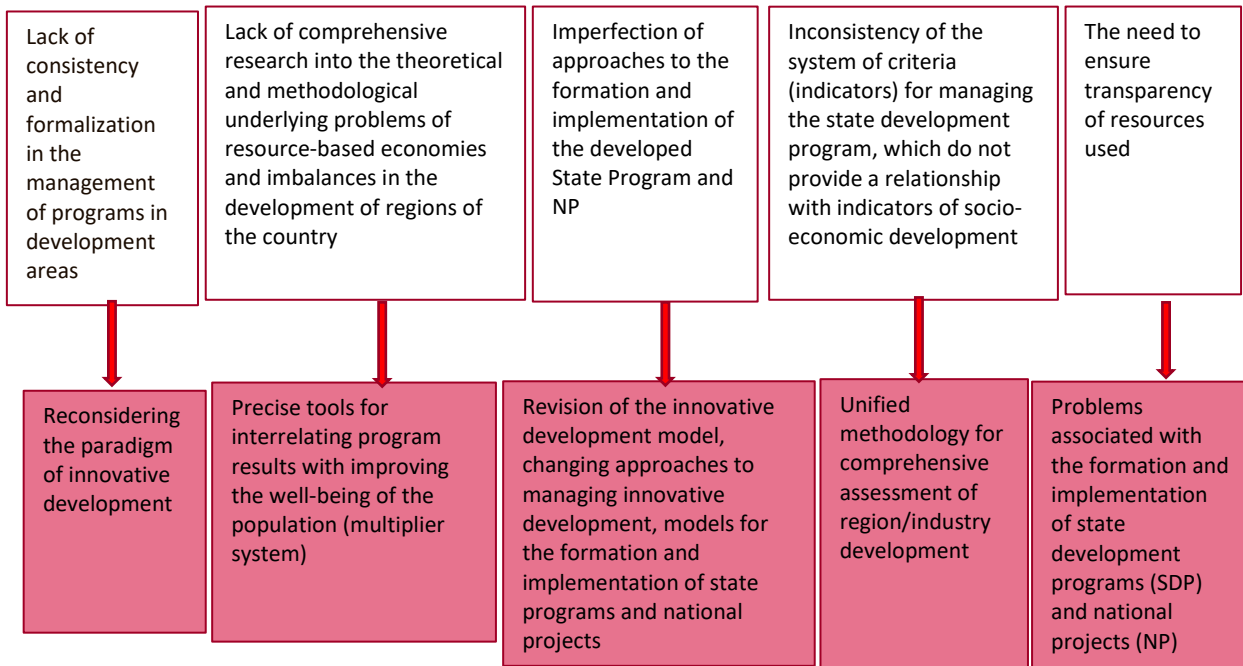 Lack of
consistency
and
formalization
in the
management
of programs in
development
areas
Lack of comprehensive
research into the theoretical
and methodological
underlying problems of
resource-based economies
and imbalances in the
development of regions of
the country
Imperfection of
approaches to the
formation and
implementation of
the developed
State Program and
NP
Inconsistency of the
system of criteria
(indicators) for managing
the state development
program, which do not
provide a relationship
with indicators of socio-
economic development
The need to
ensure
transparency
of resources
used
Reconsidering
the paradigm
of innovative
development
Precise tools for
interrelating program
results with improving
the well-being of the
population (multiplier
system)
Revision of the innovative
development model,
changing approaches to
managing innovative
development, models for
the formation and
implementation of state
programs and national
projects
Unified
methodology for
comprehensive
assessment of
region/industry
development
Problems
associated with
the formation and
implementation
of state
development
programs (SDP)
and national
projects (NP)